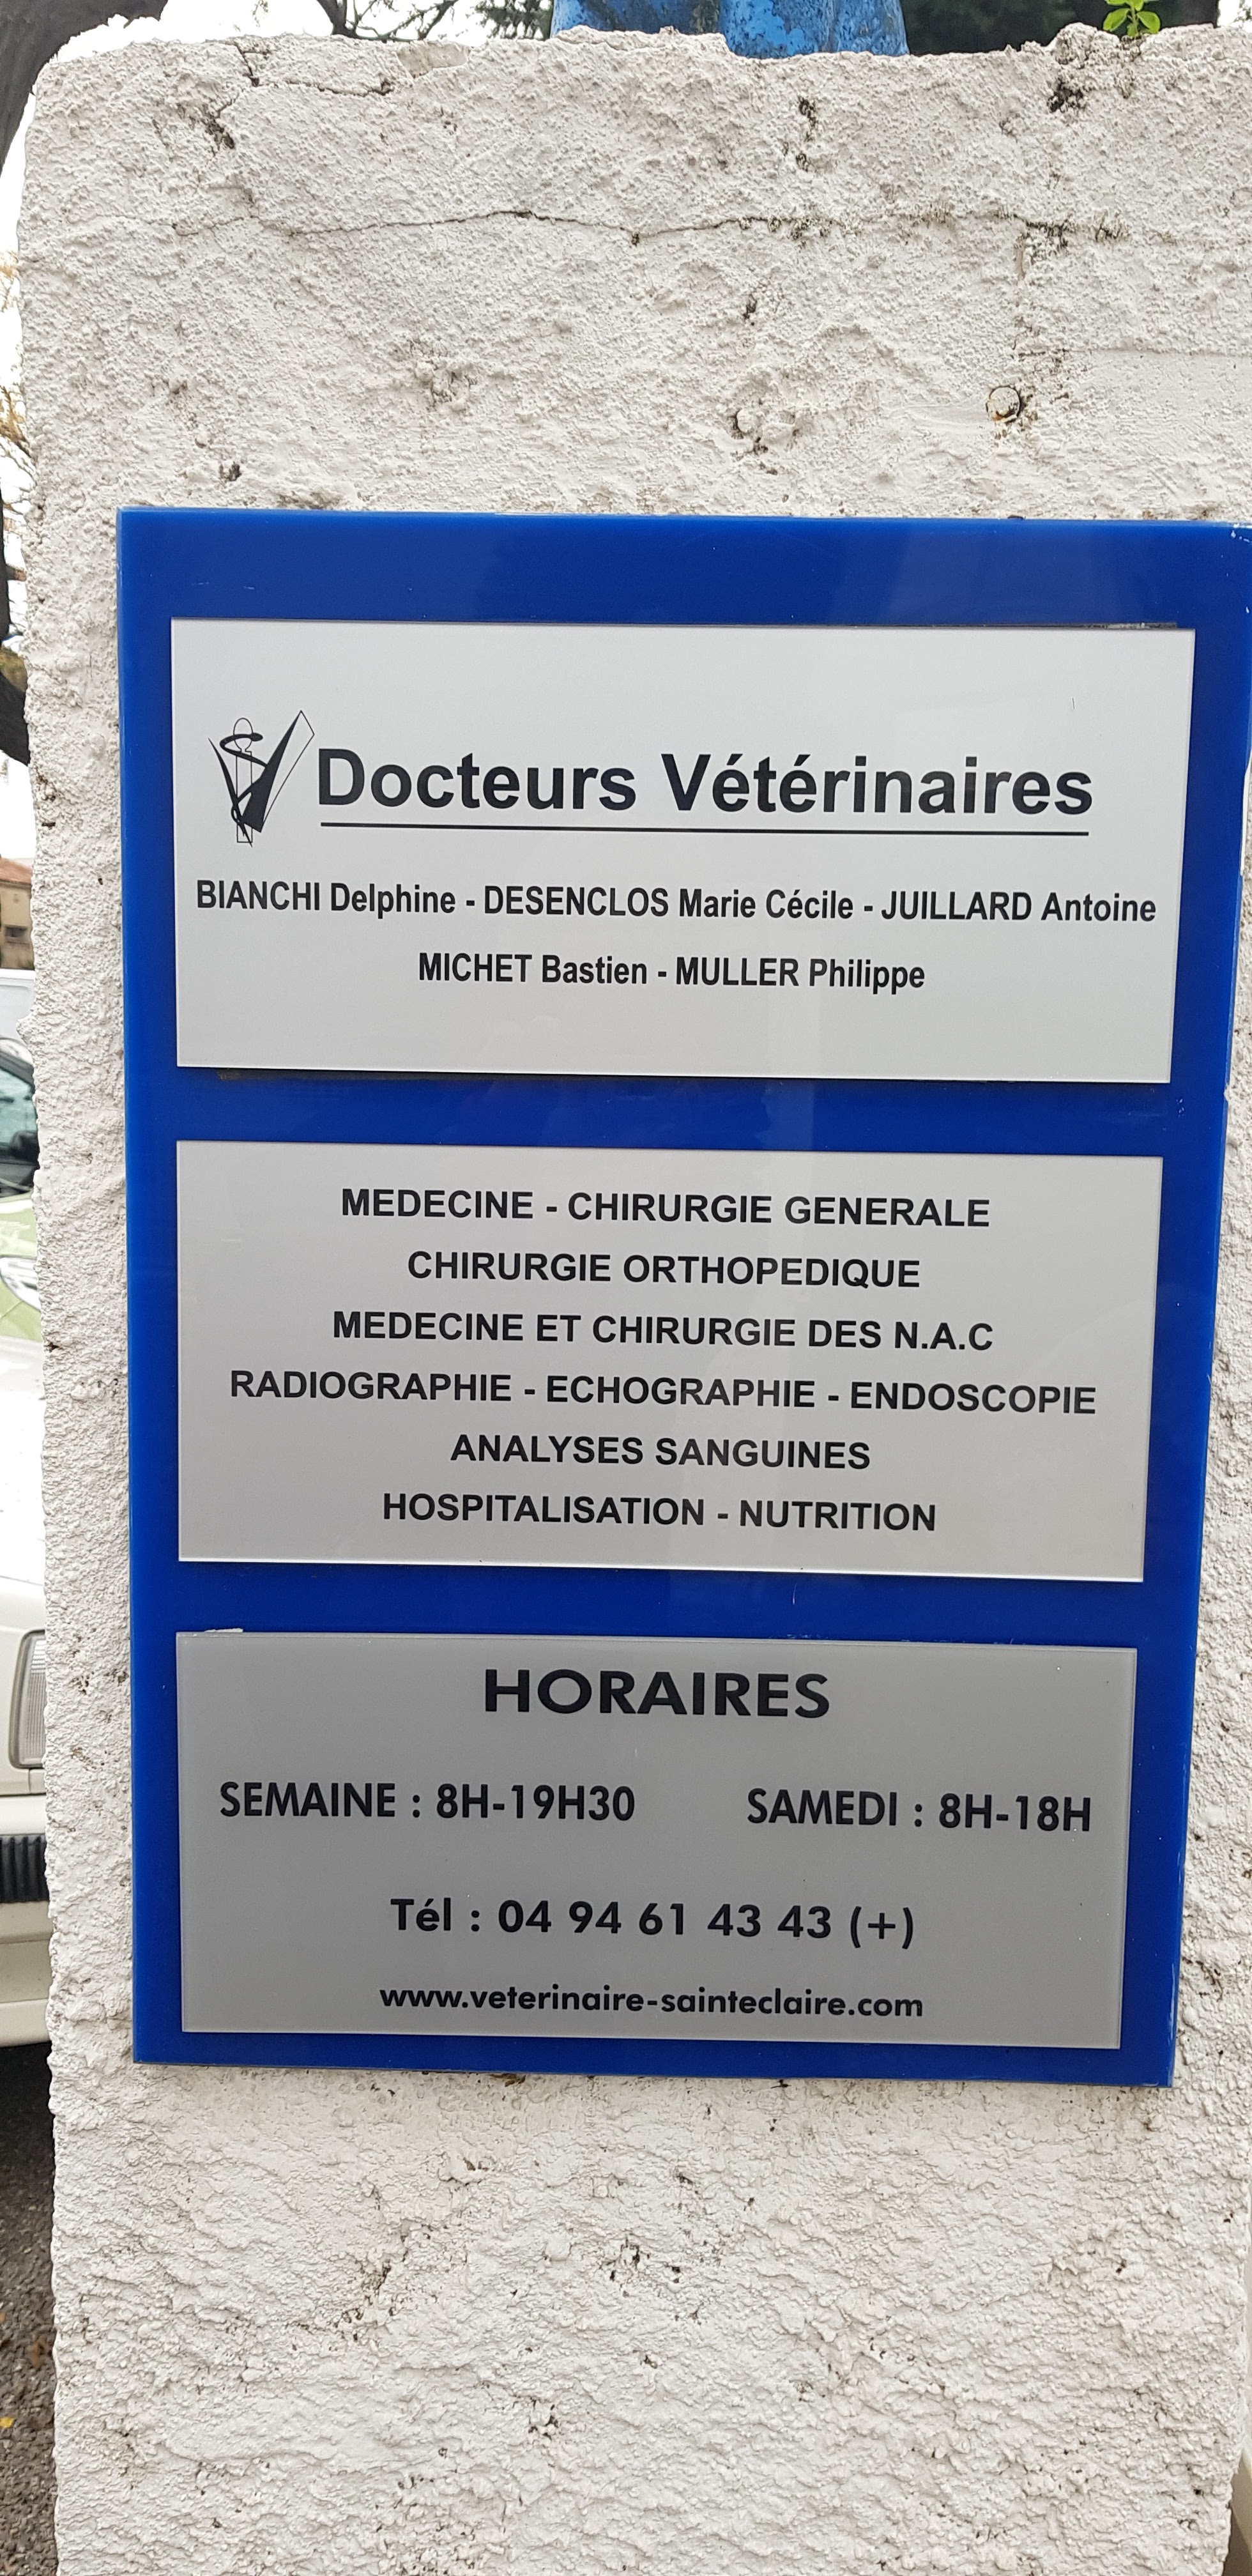 Docteurs Vétérinaires
BIANCHI Delphine - DESENCLOS Marie Cécile - JUILLARD Antoine
MICHET Bastien - MULLER Philippe
MEDECINE - CHIRURGIE GENERALE
CHIRURGIE ORTHOPEDIQUE
MEDECINE ET CHIRURGIE DES N.A.C
RADIOGRAPHIE - ECHOGRAPHIE - ENDOSCOPIE
ANALYSES SANGUINES
HOSPITALISATION - NUTRITION
HORAIRES
SEMAINE : 8H-19H30 SAMEDI : 8H-18H
Tél : 04 94 61 43 43 (+)
www.veterinaire-sainteclaire.com